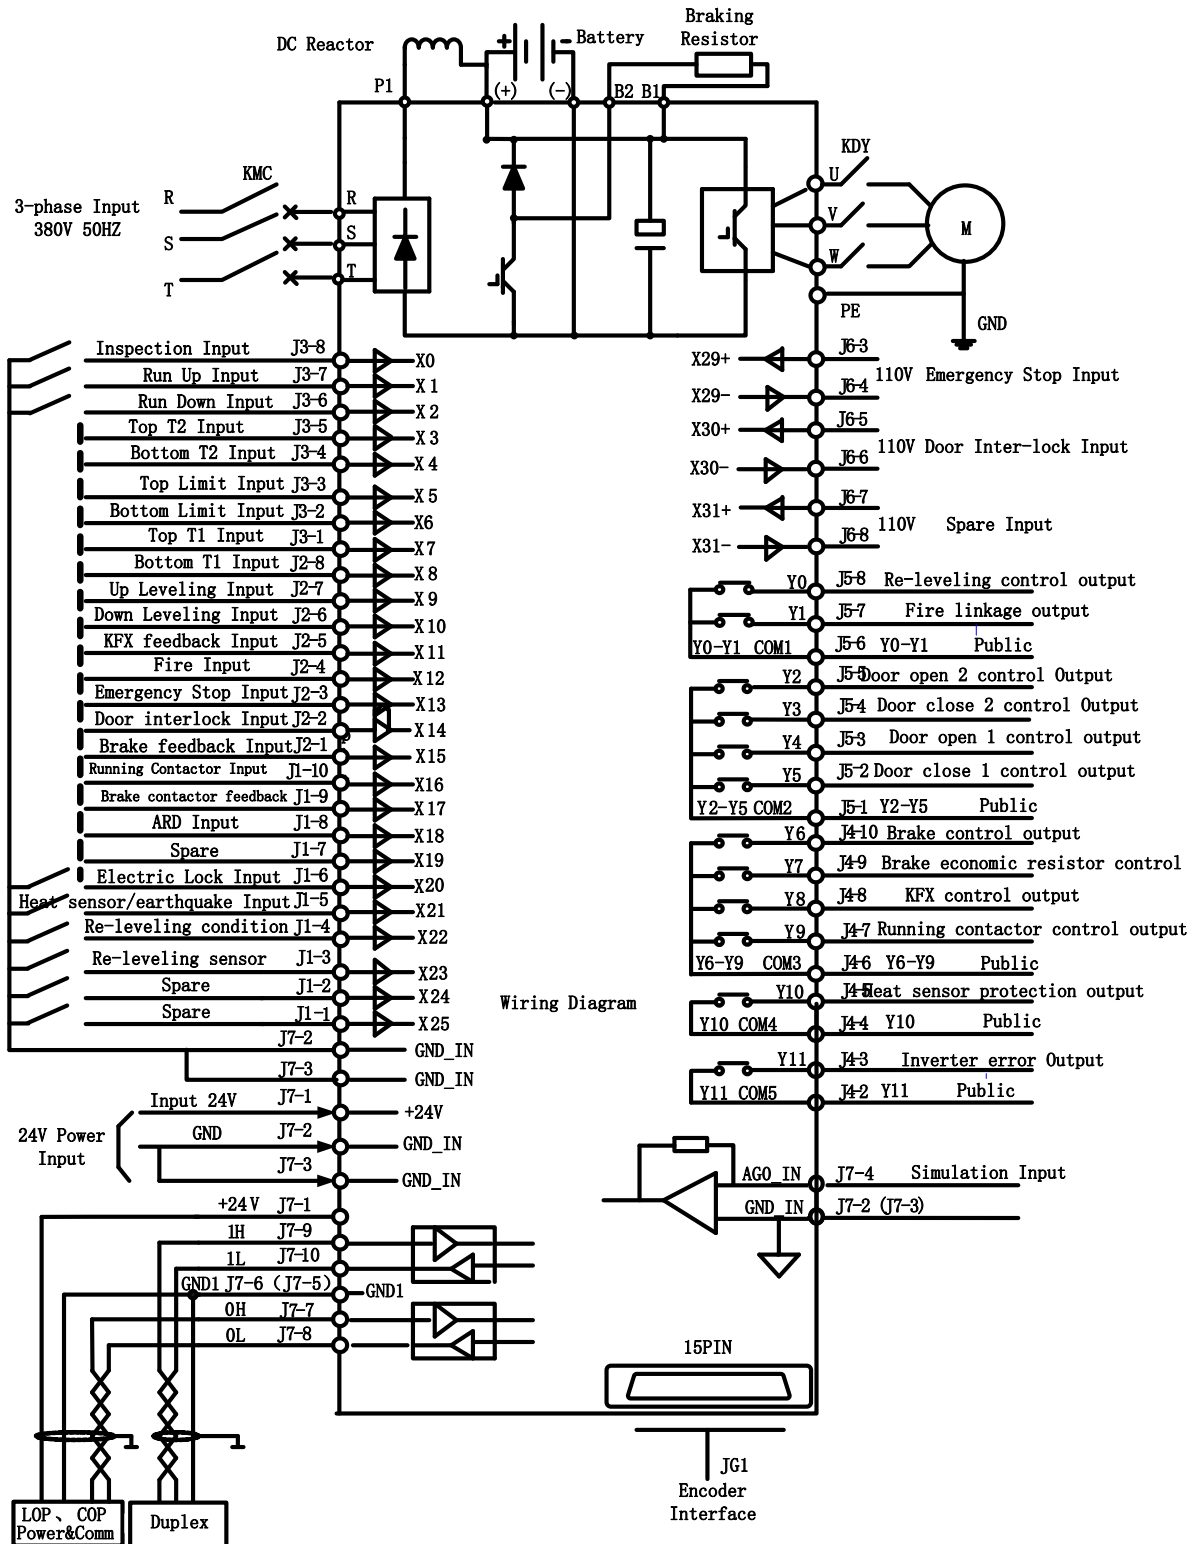 Braking
Resistor
DC Reactor
+ - Battery
P1
(+) (-) B2 B1
KMC
KDY
3-phase Input
380V 50HZ
R R
S S
T T
U
V
W
M
PE
GND
Inspection Input J3-8 X0
Run Up Input J3-7 X1
Run Down Input J3-6 X2
Top T2 Input J3-5 X3
Bottom T2 Input J3-4 X4
Top Limit Input J3-3 X5
Bottom Limit Input J3-2 X6
Top T1 Input J3-1 X7
Bottom T1 Input J2-8 X8
Up Leveling Input J2-7 X9
Down Leveling Input J2-6 X10
KFX feedback Input J2-5 X11
Fire Input J2-4 X12
Emergency Stop Input J2-3 X13
Door interlock Input J2-2 X14
Brake feedback Input J2-1 X15
Running Contactor Input J1-10 X16
Brake contactor feedback J1-9 X17
ARD Input J1-8 X18
Spare J1-7 X19
Electric Lock Input J1-6 X20
Heat sensor/earthquake Input J1-5 X21
Re-leveling condition J1-4 X22
Re-leveling sensor J1-3 X23
Spare J1-2 X24
Spare J1-1 X25
J7-2 GND_IN
J7-3 GND_IN
24V Power
Input
Input 24V J7-1 +24V
GND J7-2 GND_IN
J7-3 GND_IN
+24V J7-1
1H J7-9
1L J7-10
GND1 J7-6 (J7-5) GND1
0H J7-7
0L J7-8
LOP、COP
Power&Comm
Duplex
Wiring Diagram
X29+ J6-3
110V Emergency Stop Input
X29- J6-4
X30+ J6-5
110V Door Inter-lock Input
X30- J6-6
X31+ J6-7
110V Spare Input
X31- J6-8
Y0 J5-8 Re-leveling control output
Y1 J5-7 Fire linkage output
Y0-Y1 COM1 J5-6 Y0-Y1 Public
Y2 J5-5 Door open 2 control Output
Y3 J5-4 Door close 2 control Output
Y4 J5-3 Door open 1 control output
Y5 J5-2 Door close 1 control output
Y2-Y5 COM2 J5-1 Y2-Y5 Public
Y6 J4-10 Brake control output
Y7 J4-9 Brake economic resistor control
Y8 J4-8 KFX control output
Y9 J4-7 Running contactor control output
Y6-Y9 COM3 J4-6 Y6-Y9 Public
Y10 J4-5 Heat sensor protection output
Y10 COM4 J4-4 Y10 Public
Y11 J4-3 Inverter error Output
Y11 COM5 J4-2 Y11 Public
AGO_IN J7-4 Simulation Input
GND_IN J7-2 (J7-3)
15PIN
JG1
Encoder
Interface